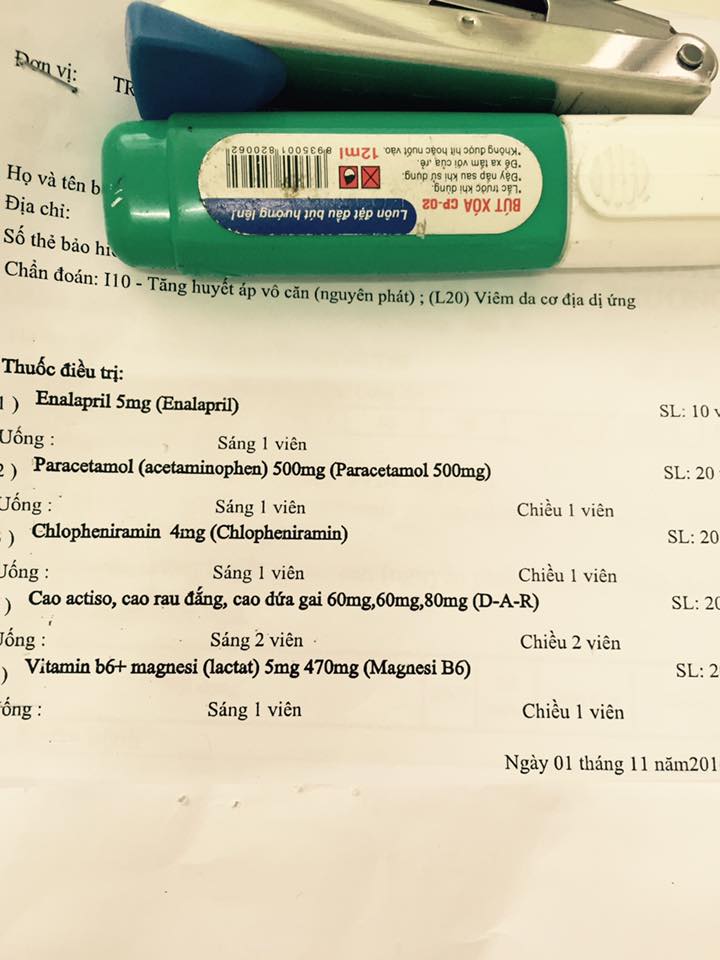 Đơn vị:
BÚT XÓA CP-02
*Lắc trước khi dùng.
*Đậy nắp sau khi sử dụng.
*Để xa tầm với của trẻ.
*Không được hít hoặc nuốt vào.
12ml
8 935001 820062
Luôn đặt đầu bút hướng lên!
Họ và tên b
Địa chỉ:
Số thẻ bảo
Chẩn đoán: I10 - Tăng huyết áp vô căn (nguyên phát) ; (L20) Viêm da cơ địa dị ứng
Thuốc điều trị:
) Enalapril 5mg (Enalapril) SL: 10 v
Uống : Sáng 1 viên
2 ) Paracetamol (acetaminophen) 500mg (Paracetamol 500mg) SL: 20
Uống : Sáng 1 viên Chiều 1 viên
) Chlopheniramin 4mg (Chlopheniramin) SL: 20
Uống : Sáng 1 viên Chiều 1 viên
) Cao actiso, cao rau đắng, cao dứa gai 60mg,60mg,80mg (D-A-R) SL: 20
Uống : Sáng 2 viên Chiều 2 viên
) Vitamin b6+ magnesi (lactat) 5mg 470mg (Magnesi B6) SL: 2
ống : Sáng 1 viên Chiều 1 viên
Ngày 01 tháng 11 năm201